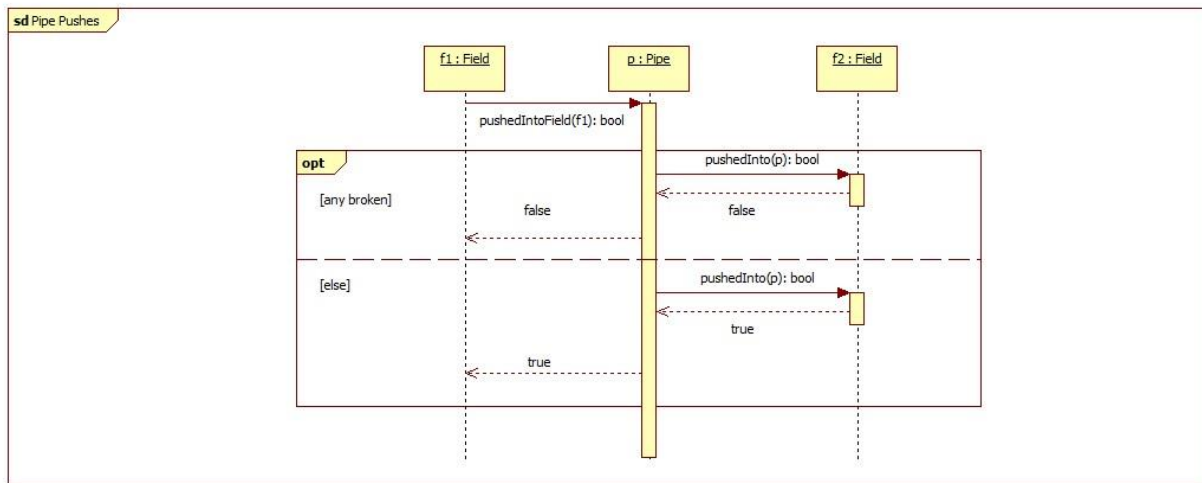 sd Pipe Pushes
f1 : Field
p : Pipe
f2 : Field
pushedIntoField(f1): bool
opt
pushedInto(p): bool
[any broken]
false
false
[else]
pushedInto(p): bool
true
true